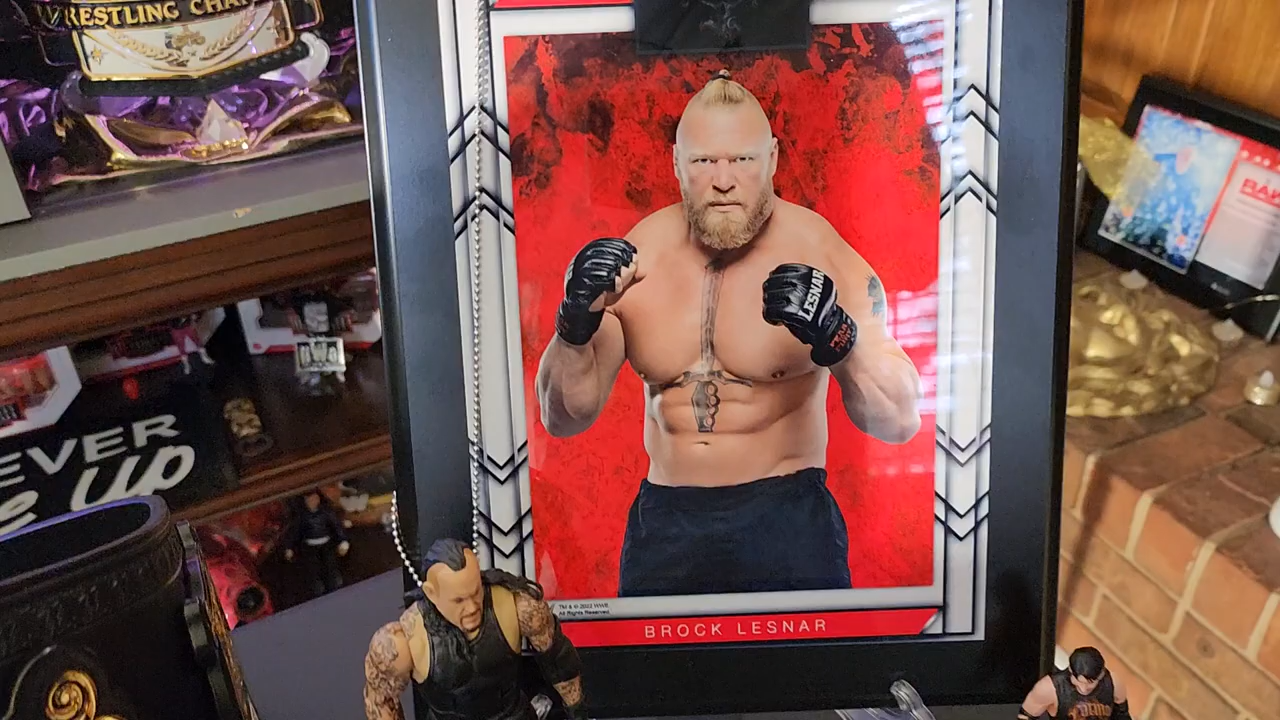 WRESTLING CHA
EVER
e Up
LESNAR
TM & © 2022 WWE.
All Rights Reserved.
BROCK LESNAR
RAW